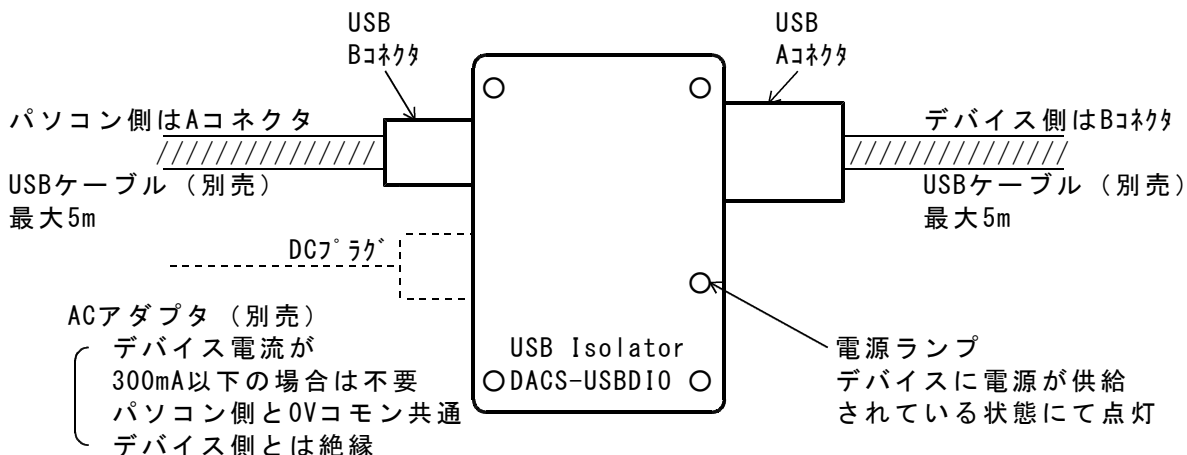 USB
Bｺﾈｸﾀ
USB
Aｺﾈｸﾀ
パソコン側はAコネクタ
デバイス側はBｺﾈｸﾀ
USBケーブル（別売）
最大5m
USBケーブル（別売）
最大5m
DCﾌﾟﾗｸﾞ
ACアダプタ（別売）
デバイス電流が
300mA以下の場合は不要
パソコン側と0Vコモン共通
デバイス側とは絶縁
USB Isolator
DACS-USBDIO
電源ランプ
デバイスに電源が供給
されている状態にて点灯